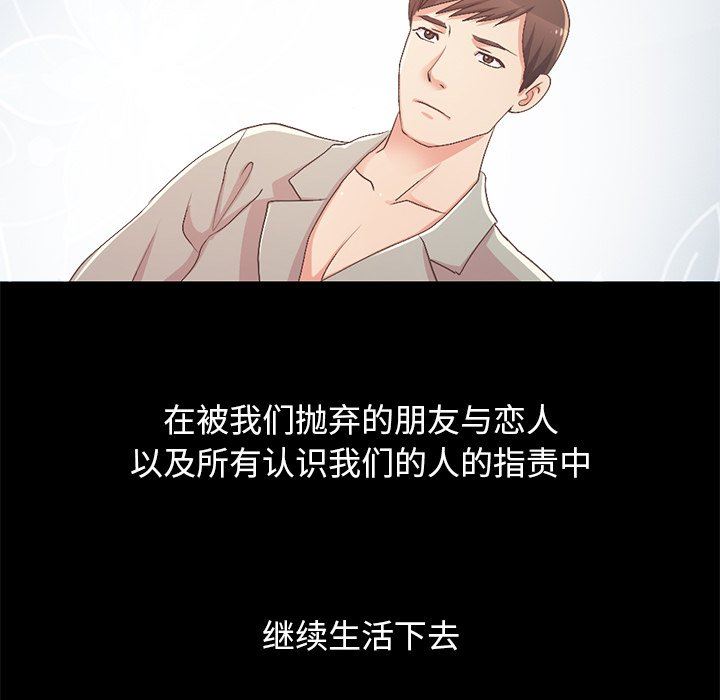 在被我们抛弃的朋友与恋人
以及所有认识我们的人的指责中
继续生活下去